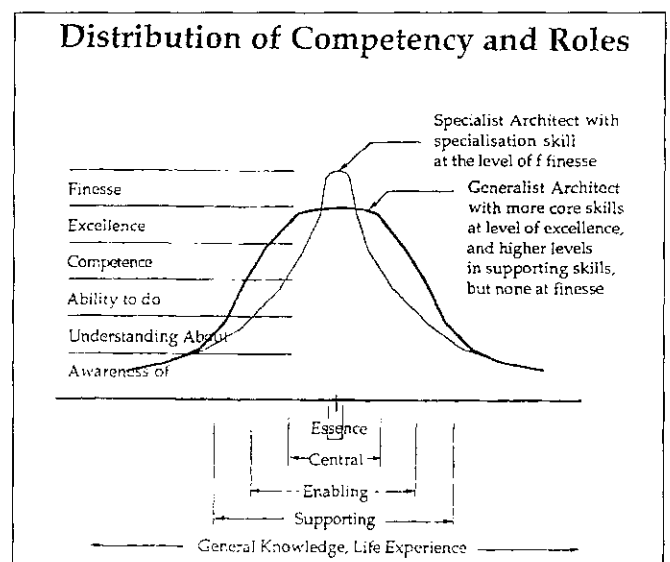 Distribution of Competency and Roles
Specialist Architect with
specialisation skill
at the level of f finesse
Finesse
Generalist Architect
with more core skills
at level of excellence,
and higher levels
in supporting skills,
but none at finesse
Excellence
Competence
Ability to do
Understanding About
Awareness of
Essence
Central
Enabling
Supporting
General Knowledge, Life Experience